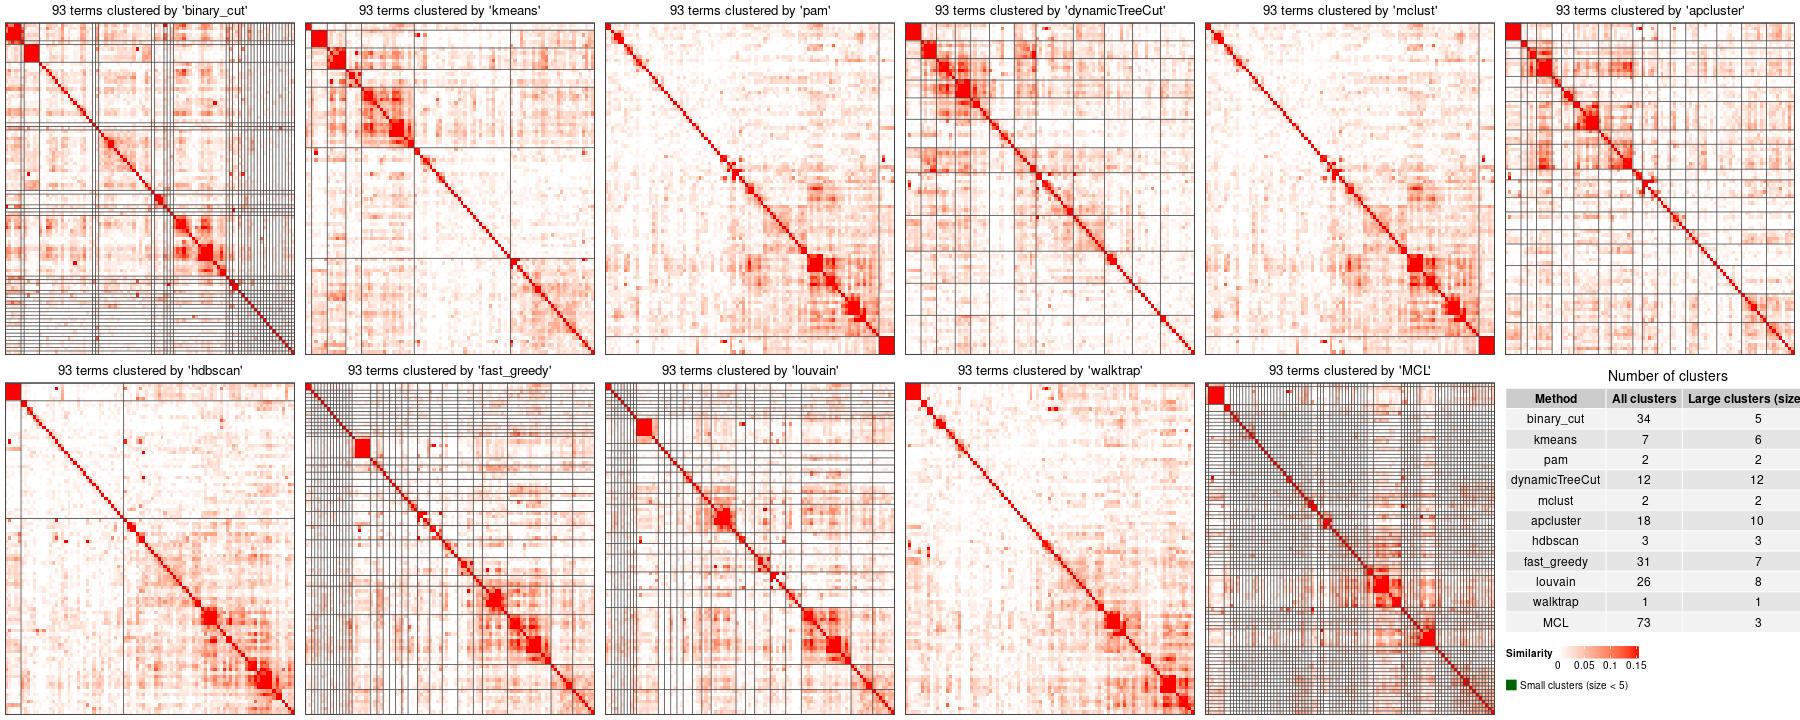 93 terms clustered by 'binary_cut'
93 terms clustered by 'kmeans'
93 terms clustered by 'pam'
93 terms clustered by 'dynamicTreeCut'
93 terms clustered by 'mclust'
93 terms clustered by 'apcluster'
93 terms clustered by 'hdbscan'
93 terms clustered by 'fast_greedy'
93 terms clustered by 'louvain'
93 terms clustered by 'walktrap'
93 terms clustered by 'MCL'
Number of clusters
Method All clusters Large clusters (size
binary_cut 34 5
kmeans 7 6
pam 2 2
dynamicTreeCut 12 12
mclust 2 2
apcluster 18 10
hdbscan 3 3
fast_greedy 31 7
louvain 26 8
walktrap 1 1
MCL 73 3
Similarity
0 0.05 0.1 0.15
Small clusters (size < 5)